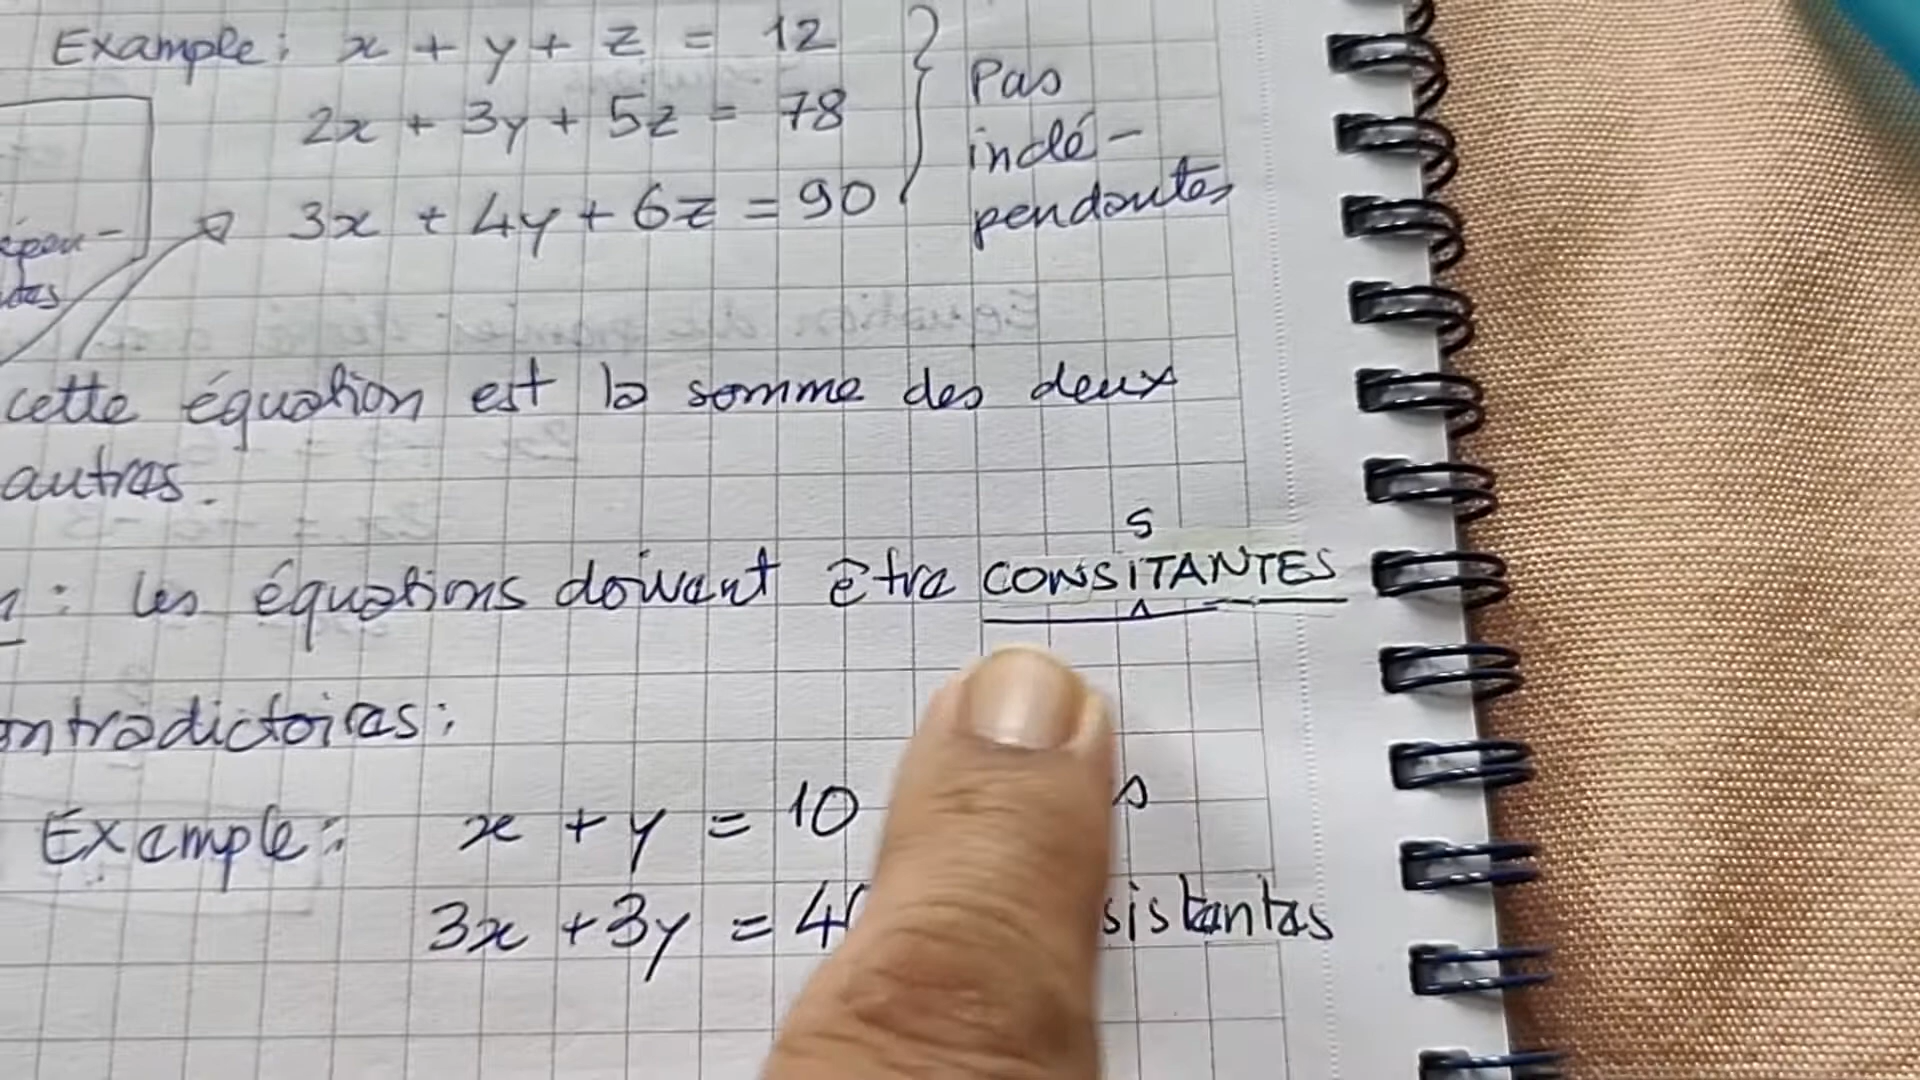 Example: x + y + z = 12
2x + 3y + 5z = 78
3x + 4y + 6z = 90
Pas
indé-
pendantes
cette équation est la somme des deux
autres.
: les équations doivent être CONSISTANTES
ntradictoires:
Example: x + y = 10
3x + 3y = 4
sistantes